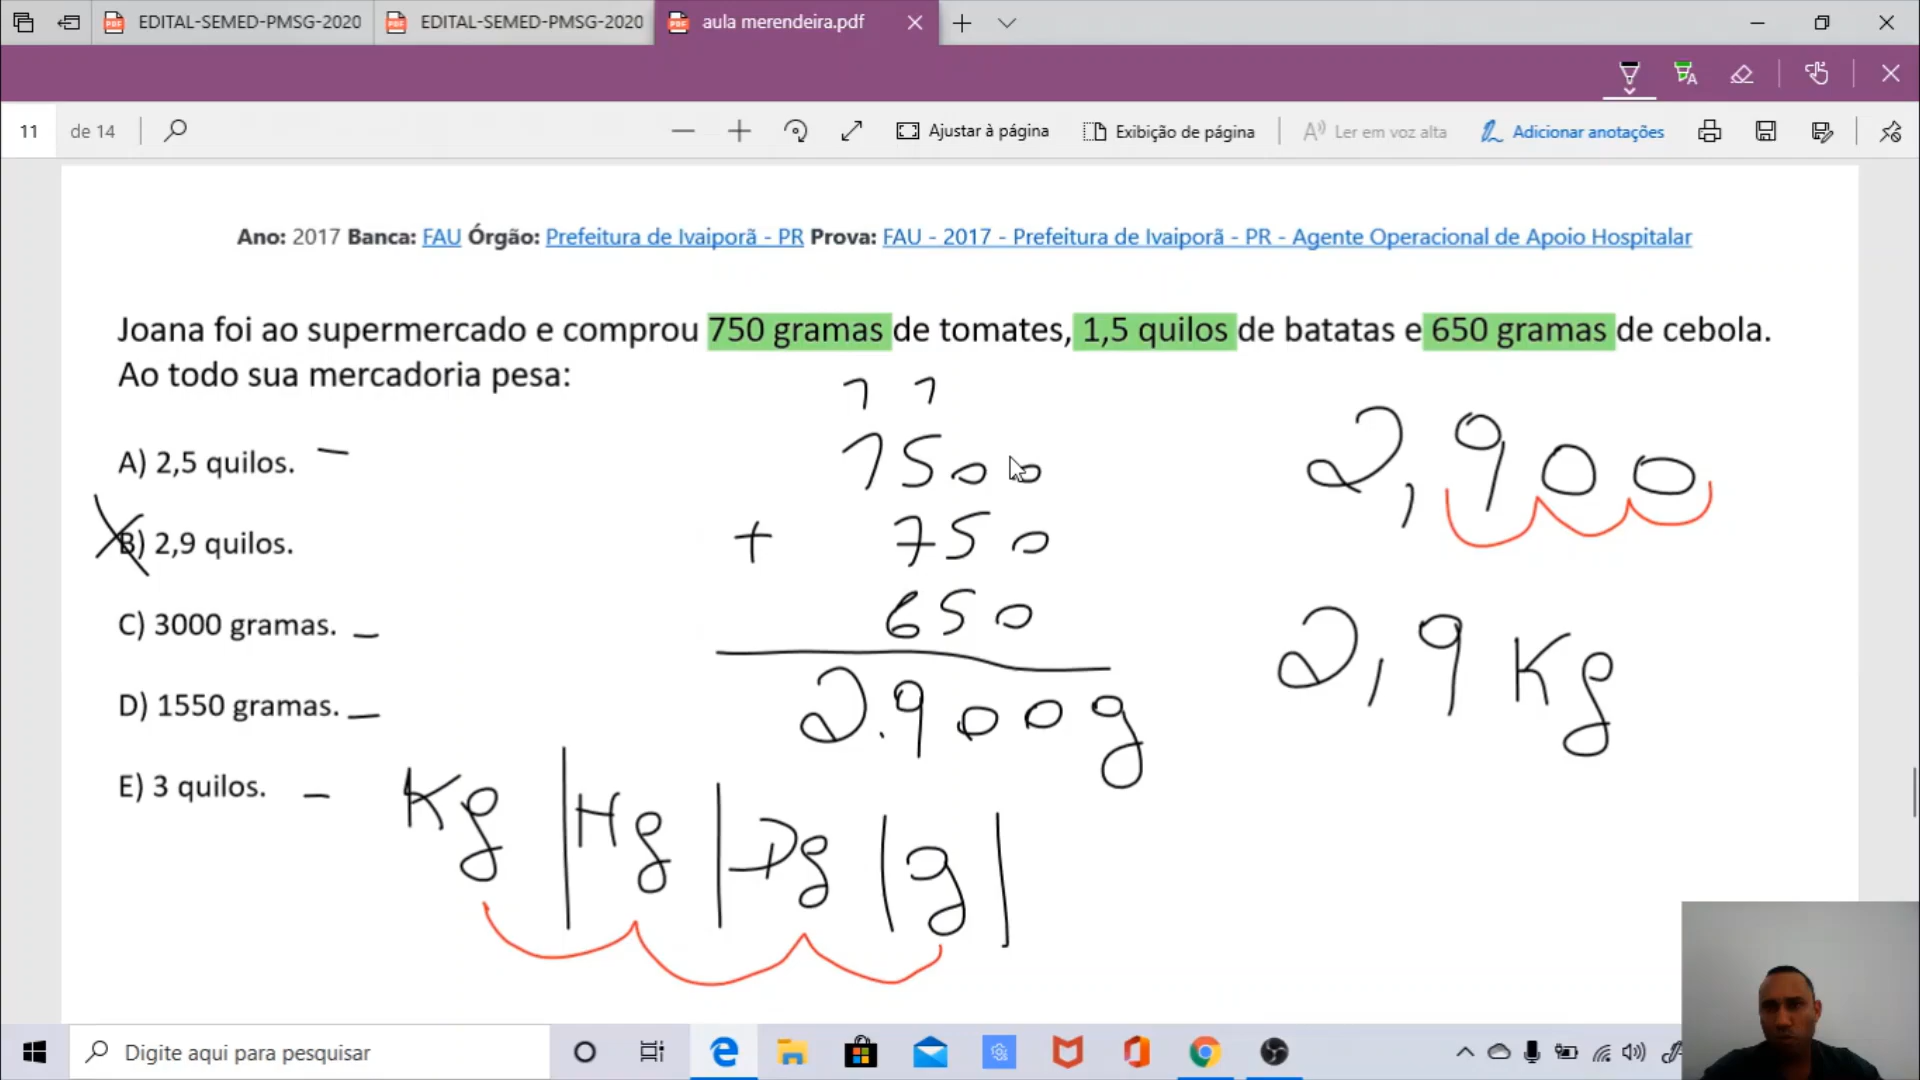 EDITAL-SEMED-PMSG-2020
EDITAL-SEMED-PMSG-2020
aula merendeira.pdf
11 de 14
Ajustar à página
Exibição de página
Ler em voz alta
Adicionar anotações
Ano: 2017 Banca: FAU Órgão: Prefeitura de Ivaiporã - PR Prova: FAU - 2017 - Prefeitura de Ivaiporã - PR - Agente Operacional de Apoio Hospitalar
Joana foi ao supermercado e comprou 750 gramas de tomates, 1,5 quilos de batatas e 650 gramas de cebola.
Ao todo sua mercadoria pesa:
A) 2,5 quilos.
B) 2,9 quilos.
C) 3000 gramas.
D) 1550 gramas.
E) 3 quilos.
1 1
1500
+ 750
650
2.900g
2,900
2,9 Kg
Kg | Hg | Dg | g |
Digite aqui para pesquisar